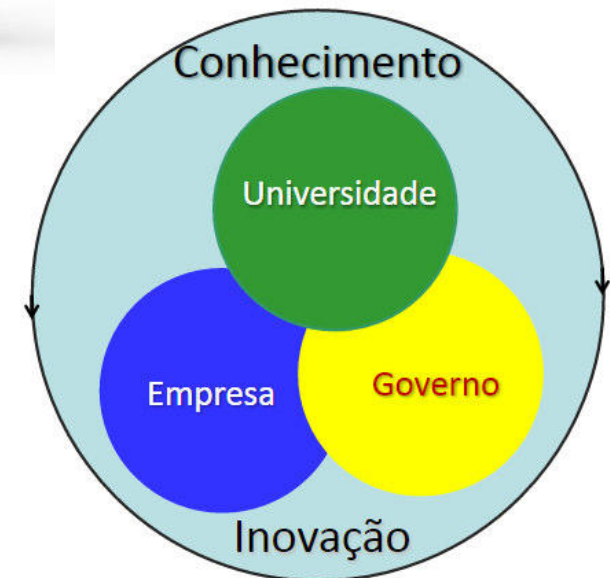 Conhecimento
Universidade
Empresa
Governo
Inovação